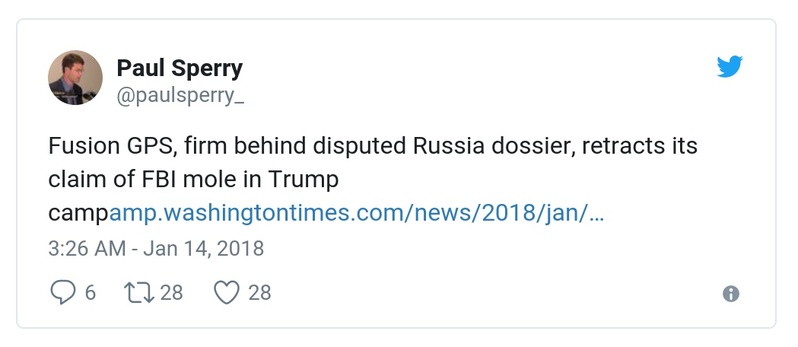 Paul Sperry
@paulsperry_
Fusion GPS, firm behind disputed Russia dossier, retracts its
claim of FBI mole in Trump
campamp.washingtontimes.com/news/2018/jan/…
3:26 AM - Jan 14, 2018
6 28 28